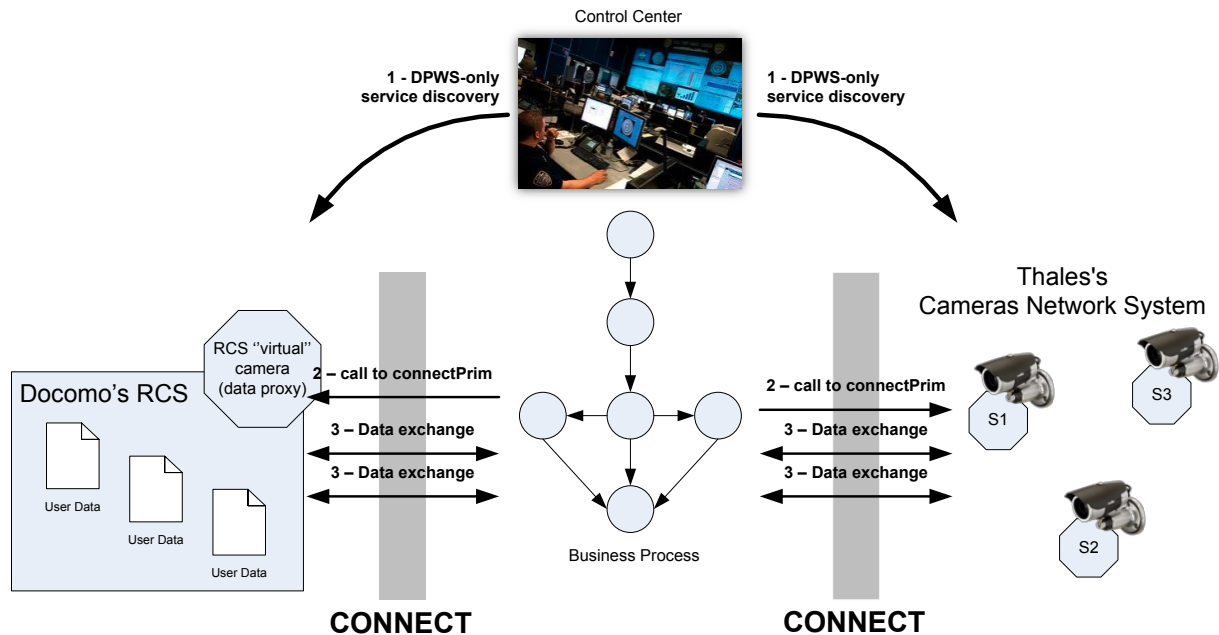 Control Center
1 - DPWS-only
service discovery
1 - DPWS-only
service discovery
Thales's
Cameras Network System
RCS ‘’virtual’’
camera
(data proxy)
Docomo’s RCS
2 – call to connectPrim
3 – Data exchange
3 – Data exchange
2 – call to connectPrim
3 – Data exchange
3 – Data exchange
S1
S3
S2
User Data
User Data
User Data
Business Process
CONNECT
CONNECT